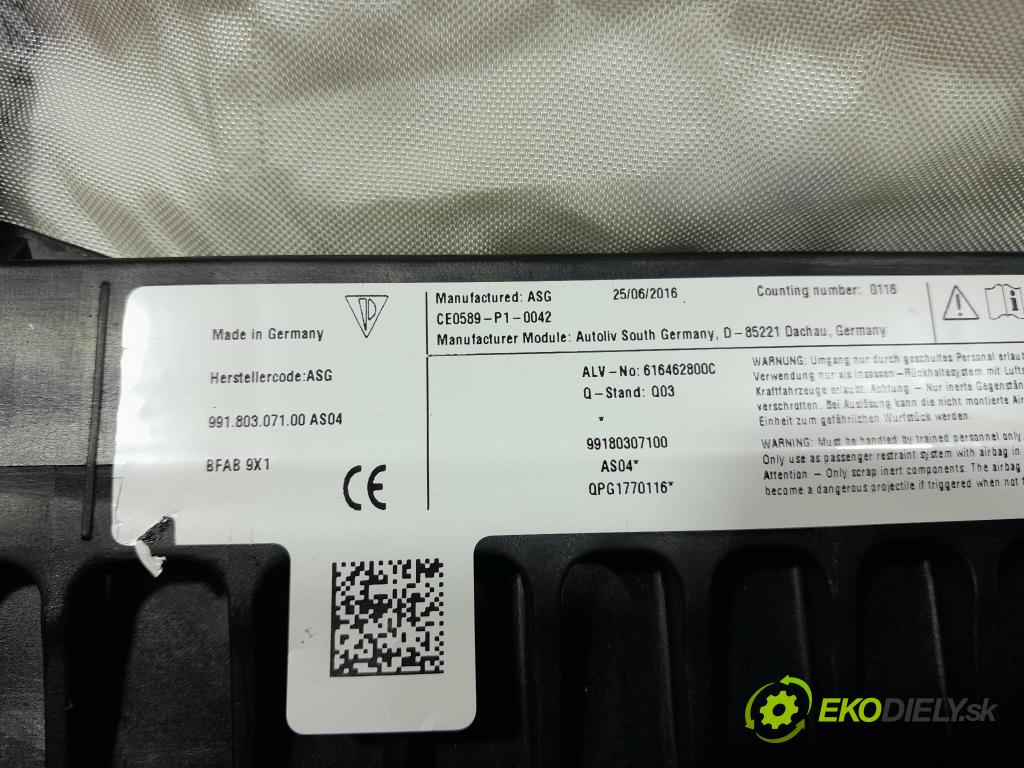 Made in Germany
Herstellercode:ASG
991.803.071.00 AS04
BFAB 9X1
CE
Manufactured: ASG 25/06/2016 Counting number: 0116
CE0589-P1-0042
Manufacturer Module: Autoliv South Germany, D-85221 Dachau, Germany
ALV-No: 616462800C
Q-Stand: Q03
*
99180307100
AS04*
QPG1770116*
WARNUNG: Umgang nur durch geschultes Personal erlaub
Verwendung nur als Insassen-Rückhaltesystem mit Lufts
Kraftfahrzeuge erlaubt. Achtung - Nur inerte Gegenstän
verschrotten. Bei Auslösung kann die nicht montierte Air
Einheit zum gefährlichen Wurfstück werden.
WARNING: Must be handled by trained personnel only
Only use as passenger restraint system with airbag in
Attention - Only scrap inert components. The airbag
become a dangerous projectile if triggered when not f
EKODIELY.sk